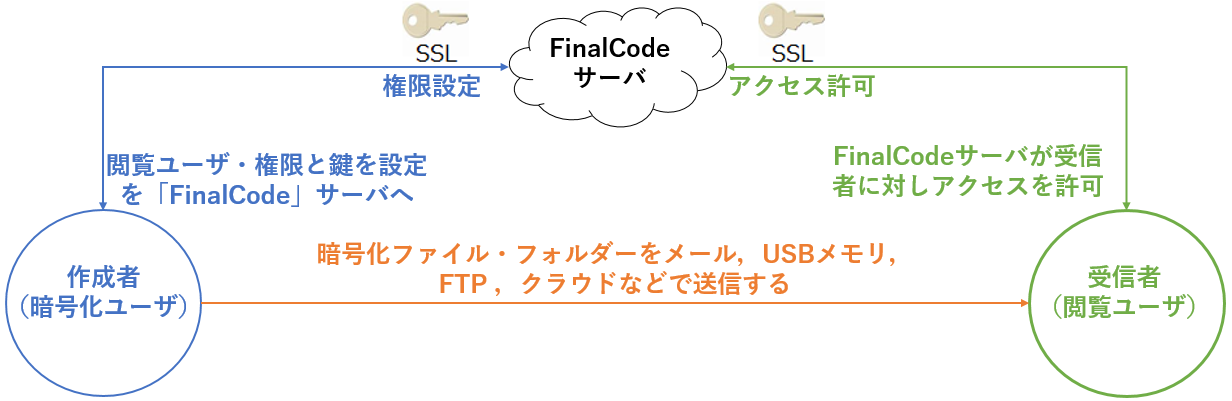 SSL
FinalCode
サーバ
SSL
権限設定
アクセス許可
閲覧ユーザ・権限と鍵を設定
を「FinalCode」サーバへ
FinalCodeサーバが受信
者に対しアクセスを許可
暗号化ファイル・フォルダーをメール，USBメモリ，
FTP，クラウドなどで送信する
作成者
（暗号化ユーザ）
受信者
（閲覧ユーザ）